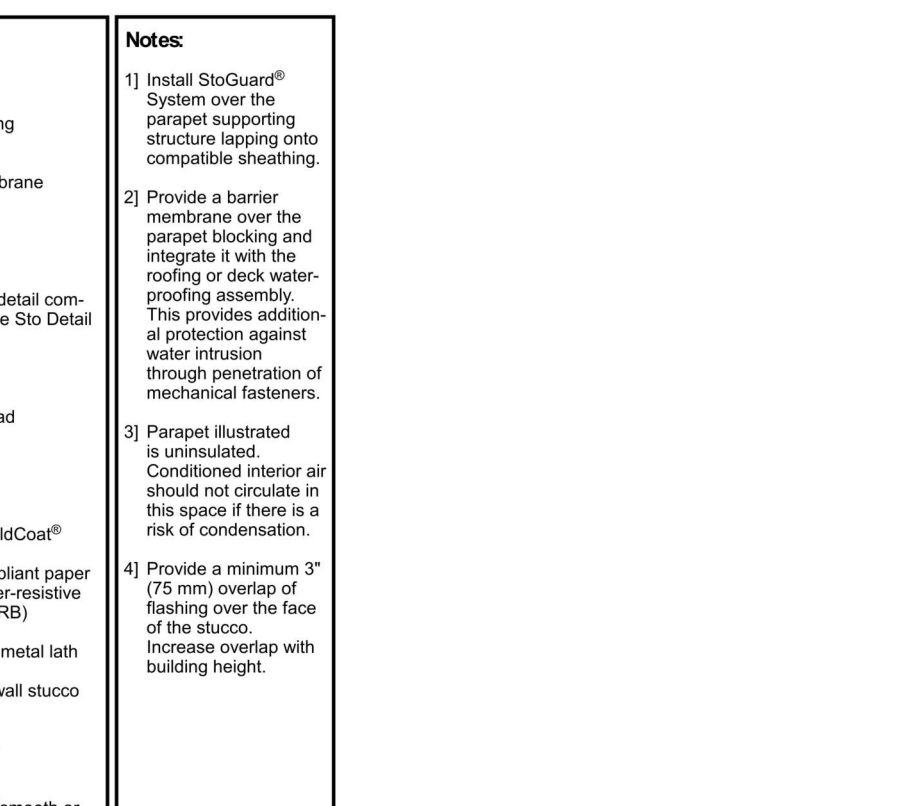 ng
brane
detail com-
e Sto Detail
ad
ldCoat®
pliant paper
er-resistive
RB)
metal lath
wall stucco
Notes:
1] Install StoGuard®
System over the
parapet supporting
structure lapping onto
compatible sheathing.
2] Provide a barrier
membrane over the
parapet blocking and
integrate it with the
roofing or deck water-
proofing assembly.
This provides addition-
al protection against
water intrusion
through penetration of
mechanical fasteners.
3] Parapet illustrated
is uninsulated.
Conditioned interior air
should not circulate in
this space if there is a
risk of condensation.
4] Provide a minimum 3"
(75 mm) overlap of
flashing over the face
of the stucco.
Increase overlap with
building height.